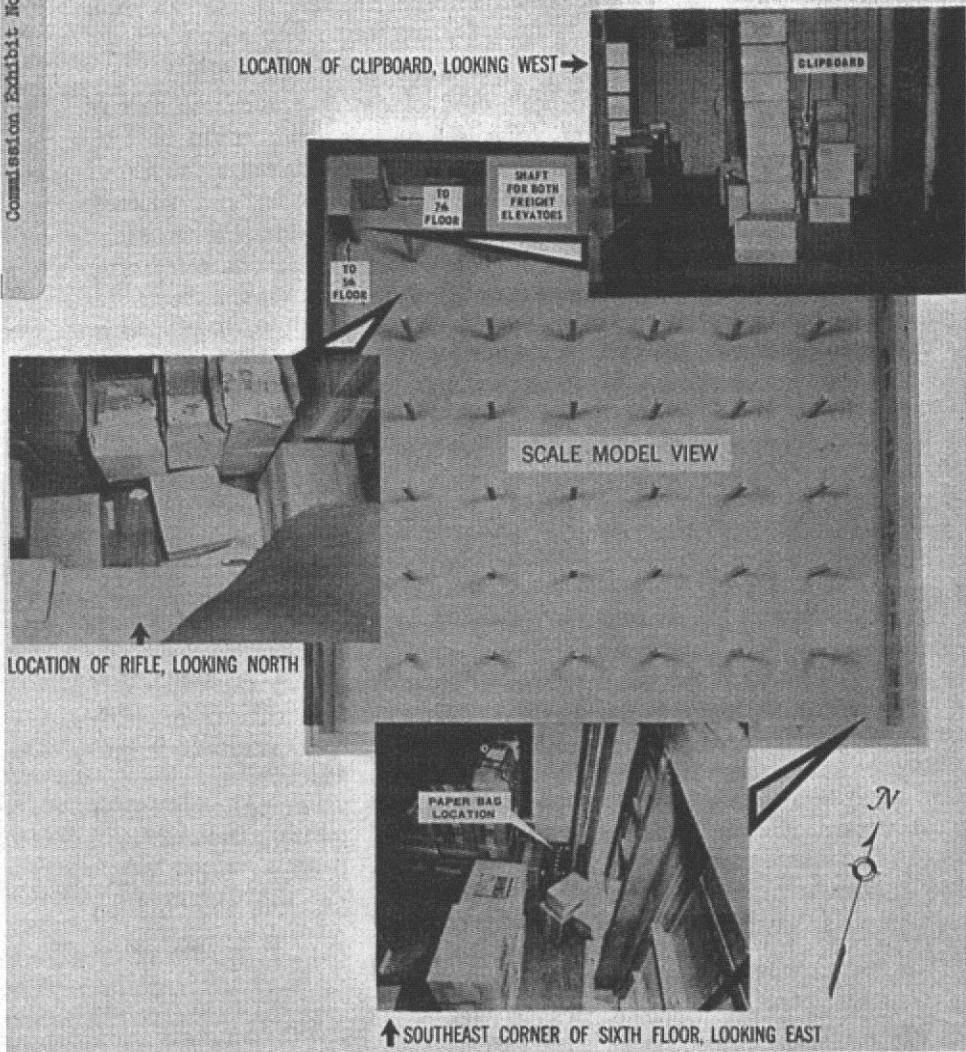 Commission Exhibit
LOCATION OF CLIPBOARD, LOOKING WEST
CLIPBOARD
SHAFT
FOR BOTH
FREIGHT
ELEVATORS
TO
7th
FLOOR
TO
5th
FLOOR
SCALE MODEL VIEW
LOCATION OF RIFLE, LOOKING NORTH
PAPER BAG
LOCATION
N
SOUTHEAST CORNER OF SIXTH FLOOR, LOOKING EAST